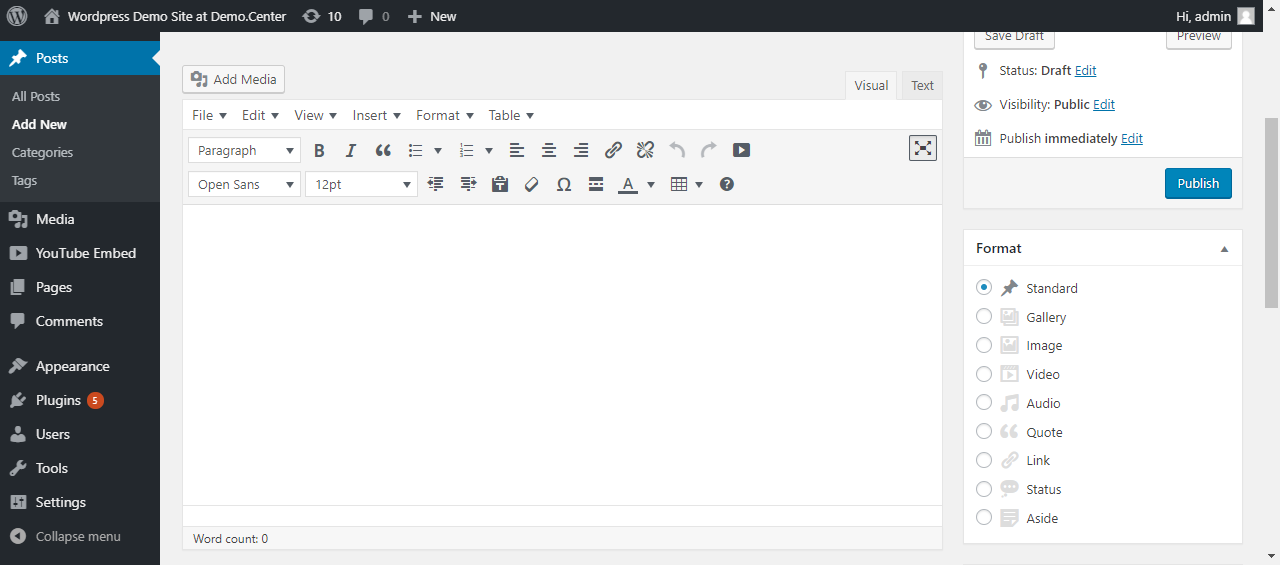 Wordpress Demo Site at Demo.Center 10 0 New Hi, admin
Posts
All Posts
Add New
Categories
Tags
Media
YouTube Embed
Pages
Comments
Appearance
Plugins 5
Users
Tools
Settings
Collapse menu
Add Media
Visual Text
File Edit View Insert Format Table
Paragraph B I
Open Sans 12pt A
Word count: 0
Save Draft Preview
Status: Draft Edit
Visibility: Public Edit
Publish immediately Edit
Publish
Format
Standard
Gallery
Image
Video
Audio
Quote
Link
Status
Aside